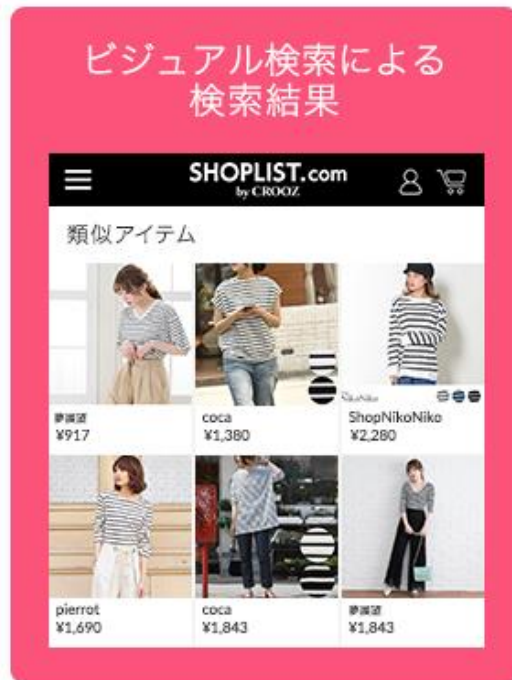 ビジュアル検索による
検索結果
SHOPLIST.com
by CROOZ
類似アイテム
夢展望
¥917
coca
¥1,380
NikoNiko
ShopNikoNiko
¥2,280
pierrot
¥1,690
coca
¥1,843
夢展望
¥1,843